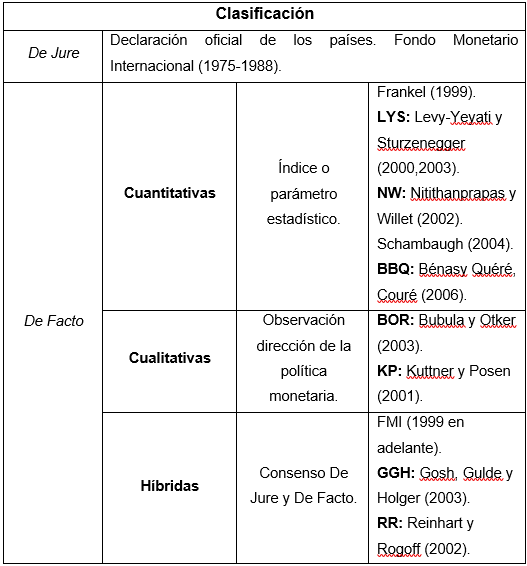 Clasificación
De Jure
Declaración oficial de los países. Fondo Monetario
Internacional (1975-1988).
De Facto
Cuantitativas
Índice o
parámetro
estadístico.
Frankel (1999).
LYS: Levy-Yeyati y
Sturzenegger
(2000,2003).
NW: Nitithanprapas y
Willet (2002).
Schambaugh (2004).
BBQ: Bénasy Quéré,
Couré (2006).
Cualitativas
Observación
dirección de la
política
monetaria.
BOR: Bubula y Otker
(2003).
KP: Kuttner y Posen
(2001).
Híbridas
Consenso De
Jure y De Facto.
FMI (1999 en
adelante).
GGH: Gosh, Gulde y
Holger (2003).
RR: Reinhart y
Rogoff (2002).